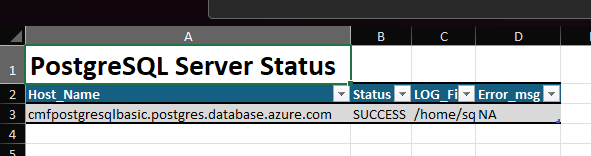 A B C D
1 PostgreSQL Server Status
2 Host_Name Status LOG_Fi Error_msg
3 cmfpostgresqlbasic.postgres.database.azure.com SUCCESS /home/sq NA
4